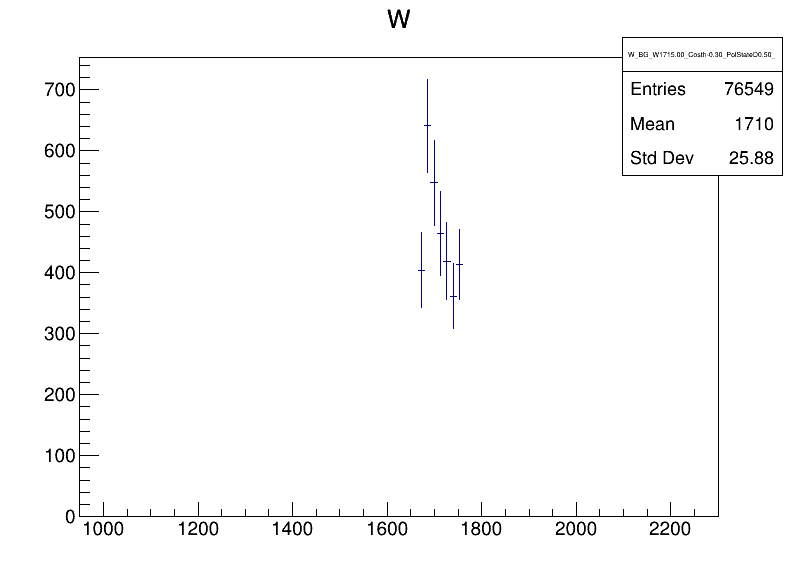 W
W_BG_W1715.00_Costh-0.30_PolStateD0.50_
Entries 76549
Mean 1710
Std Dev 25.88
700
600
500
400
300
200
100
0
1000 1200 1400 1600 1800 2000 2200